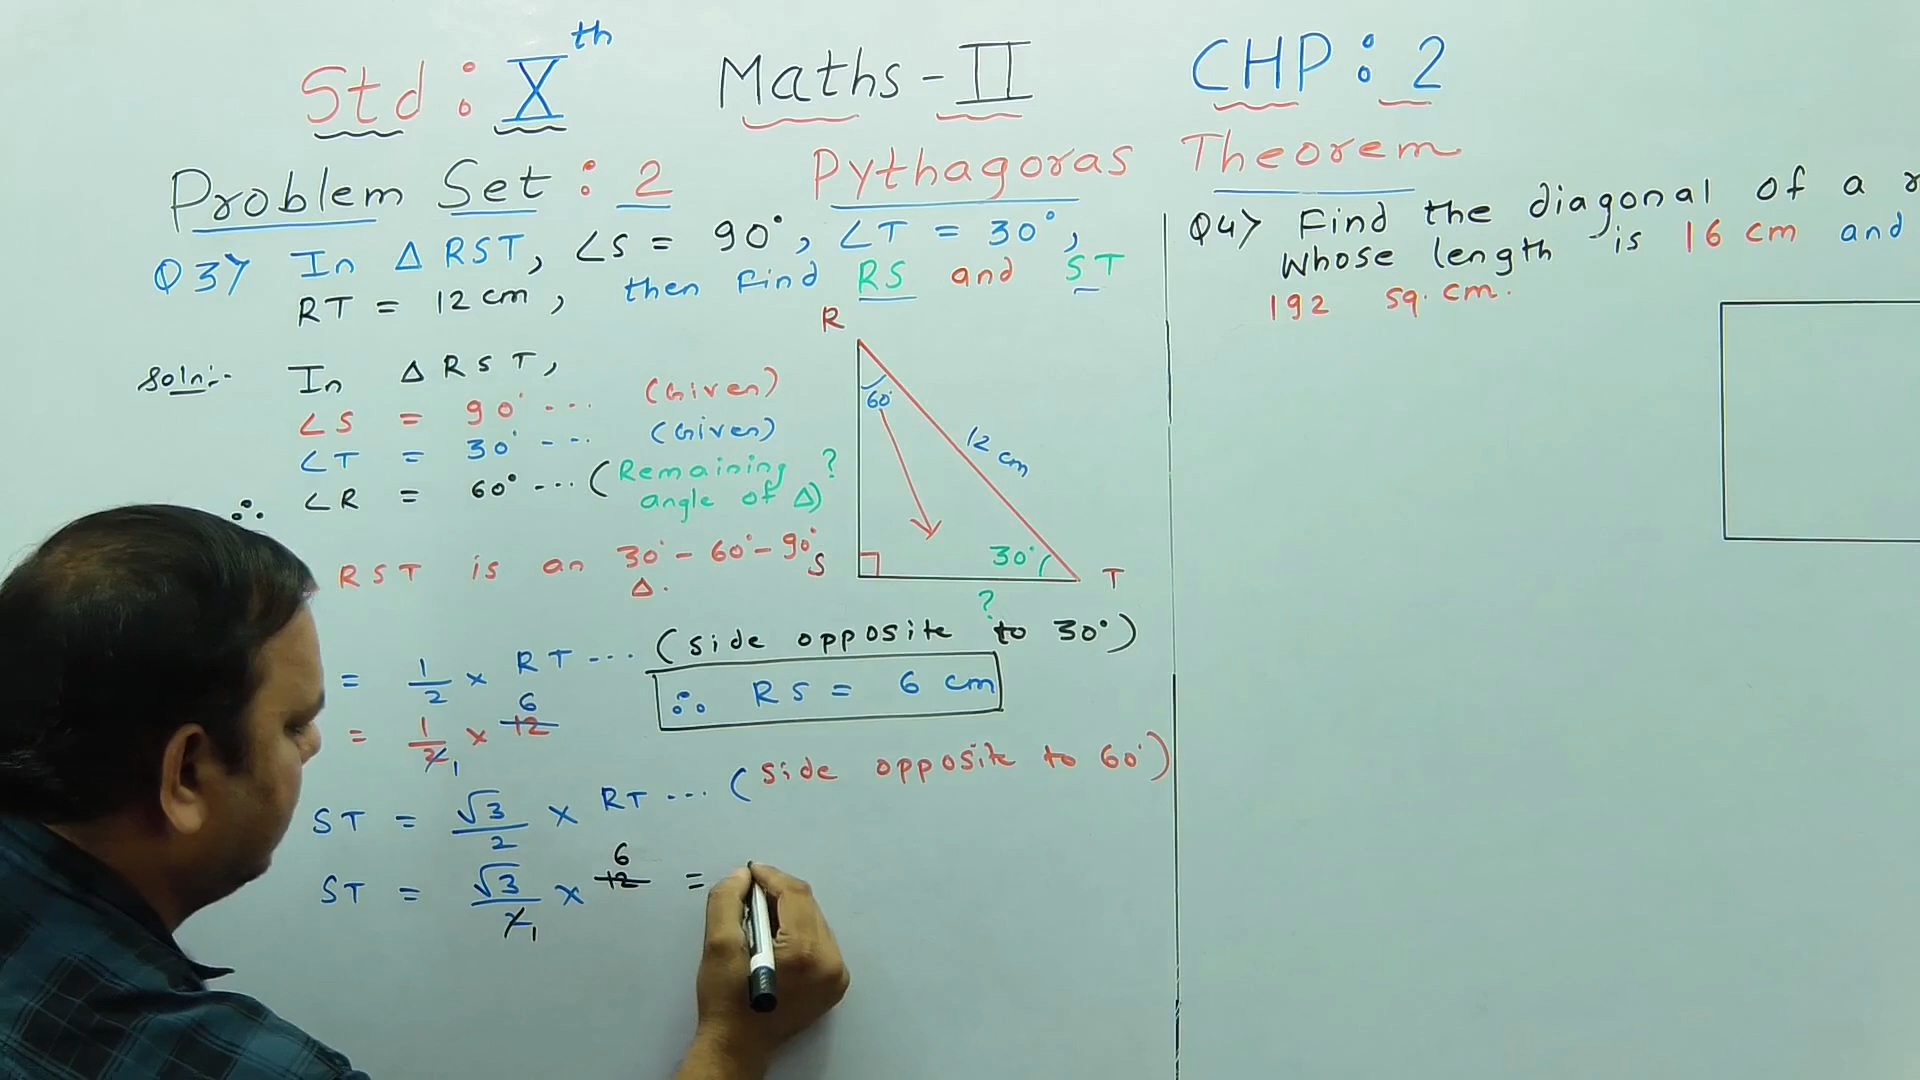 Std : Xth Maths - II CHP : 2
Problem Set : 2 Pythagoras Theorem
Q3> In Δ RST, ∠S = 90°, ∠T = 30°,
RT = 12 cm, then find RS and ST
Soln:- In Δ RST,
∠S = 90° --- (Given)
∠T = 30° --- (Given)
∴ ∠R = 60° --- (Remaining
angle of Δ)
RST is an 30° - 60° - 90°
Δ.
= 1/2 × RT --- (side opposite to 30°)
= 1/2 1 × 12 6
∴ RS = 6 cm
ST = √3/2 × RT --- (side opposite to 60°)
ST = √3/2 1 × 12 6 =
R
60°
12 cm
?
S
30°
T
?
Q4> Find the diagonal of a
Whose length is 16 cm and
192 sq. cm.